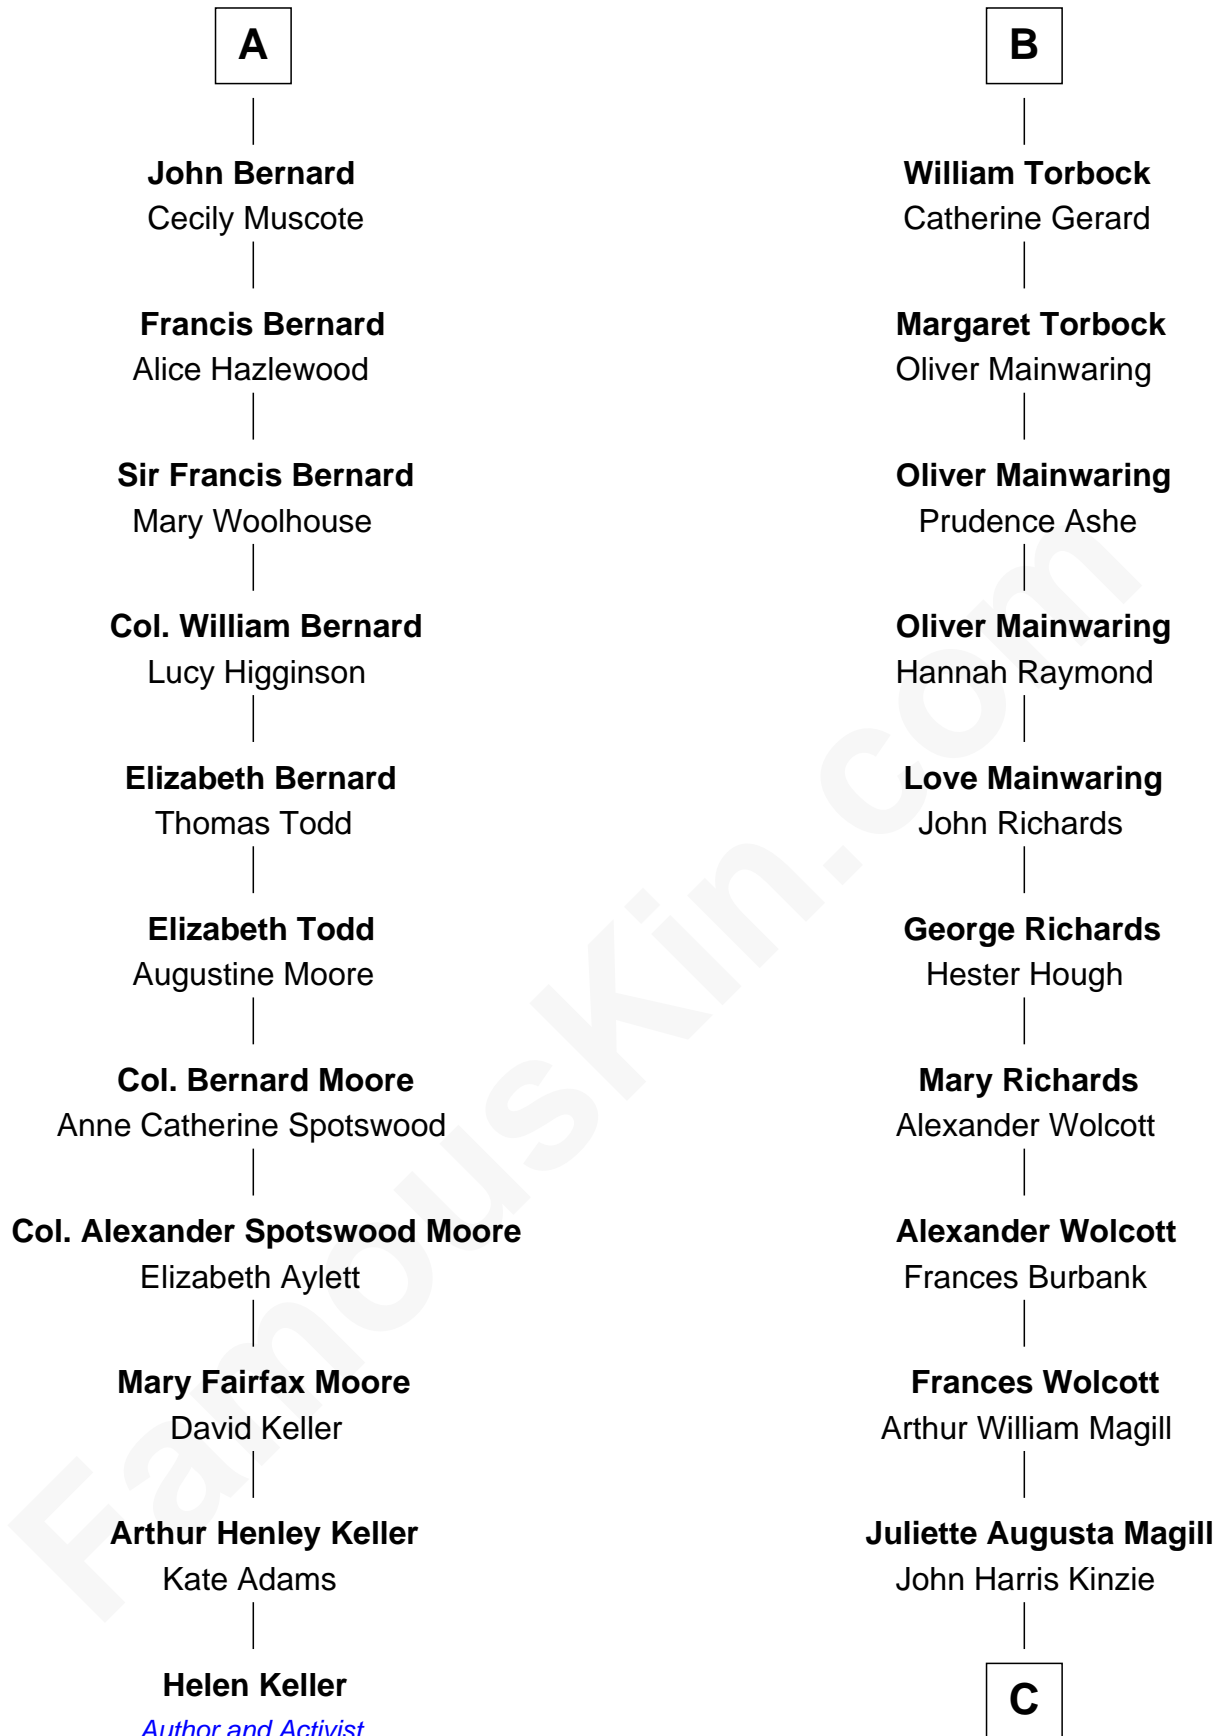 A
John Bernard
Cecily Muscote
Francis Bernard
Alice Hazlewood
Sir Francis Bernard
Mary Woolhouse
Col. William Bernard
Lucy Higginson
Elizabeth Bernard
Thomas Todd
Elizabeth Todd
Augustine Moore
Col. Bernard Moore
Anne Catherine Spotswood
Col. Alexander Spotswood Moore
Elizabeth Aylett
Mary Fairfax Moore
David Keller
Arthur Henley Keller
Kate Adams
Helen Keller
Author and Activist
B
William Torbock
Catherine Gerard
Margaret Torbock
Oliver Mainwaring
Oliver Mainwaring
Prudence Ashe
Oliver Mainwaring
Hannah Raymond
Love Mainwaring
John Richards
George Richards
Hester Hough
Mary Richards
Alexander Wolcott
Alexander Wolcott
Frances Burbank
Frances Wolcott
Arthur William Magill
Juliette Augusta Magill
John Harris Kinzie
C
FamousKin.com